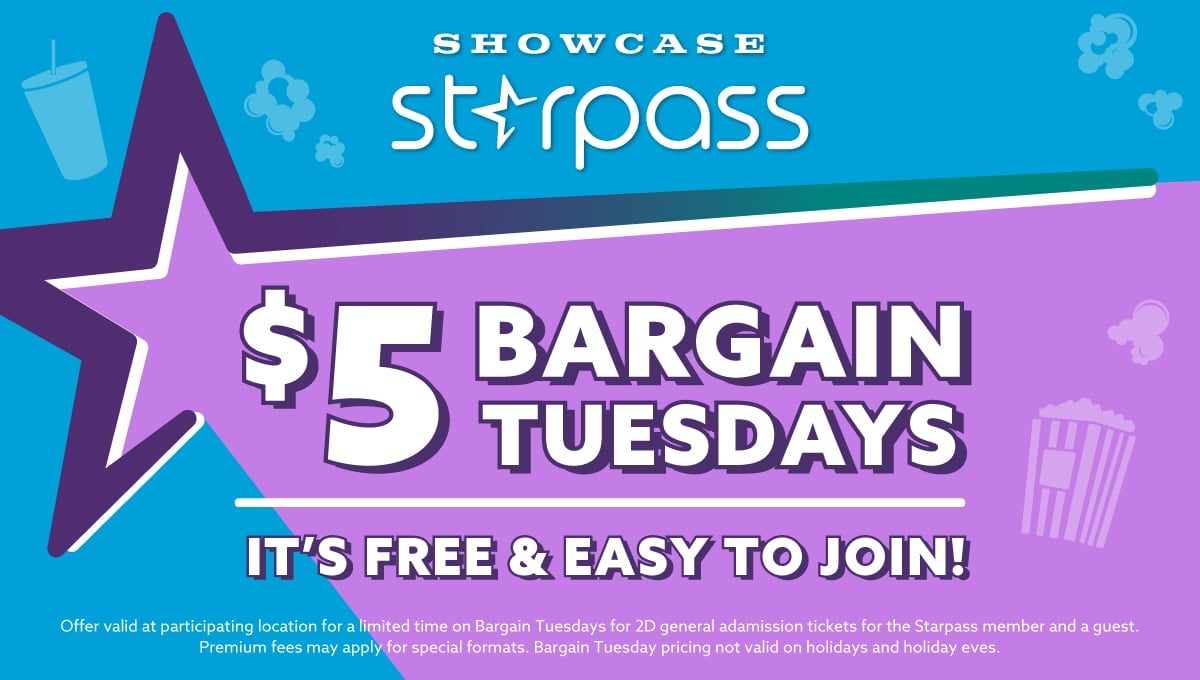 SHOWCASE
starpass
$5 BARGAIN
TUESDAYS
IT'S FREE & EASY TO JOIN!
Offer valid at participating location for a limited time on Bargain Tuesdays for 2D general adamission tickets for the Starpass member and a guest.
Premium fees may apply for special formats. Bargain Tuesday pricing not valid on holidays and holiday eves.